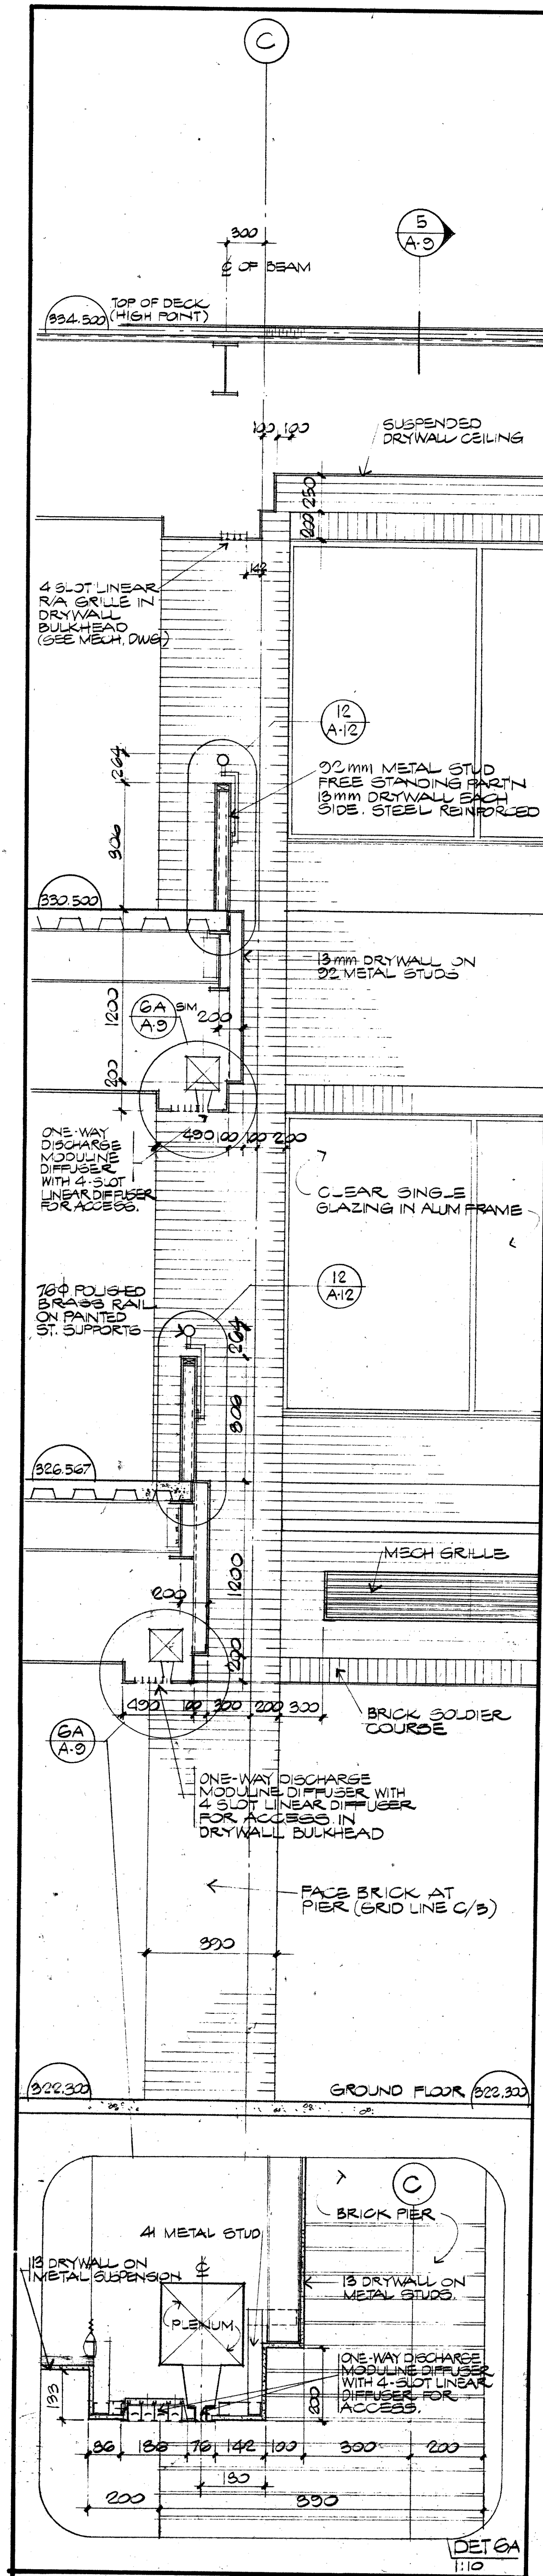 C
300
5
A-9
℄ OF BEAM
334.500
TOP OF DECK
(HIGH POINT)
100 100
SUSPENDED
DRYWALL CEILING
250
200
142
4 SLOT LINEAR
R/A GRILLE IN
DRYWALL
BULKHEAD
(SEE MECH. DWG)
12
A-12
264
92mm METAL STUD
FREE STANDING PART'N
13mm DRYWALL EACH
SIDE. STEEL REINFORCED
906
330.500
13mm DRYWALL ON
92 METAL STUDS
1200
6A SIM
A-9
200
200
ONE-WAY
DISCHARGE
MODULINE
DIFFUSER
WITH 4-SLOT
LINEAR DIFFUSER
FOR ACCESS.
490 100 100 200
CLEAR SINGLE
GLAZING IN ALUM FRAME
12
A-12
76φ POLISHED
BRASS RAIL
ON PAINTED
ST. SUPPORTS
264
906
326.567
MECH GRILLE
200
1200
200
490 100 300 200 300
BRICK SOLDIER
COURSE
6A
A-9
ONE-WAY DISCHARGE
MODULINE DIFFUSER WITH
4 SLOT LINEAR DIFFUSER
FOR ACCESS IN
DRYWALL BULKHEAD
FACE BRICK AT
PIER (GRID LINE C/3)
390
322.300
GROUND FLOOR 322.300
C
BRICK PIER
41 METAL STUD
℄
13 DRYWALL ON
METAL SUSPENSION
PLENUM
13 DRYWALL ON
METAL STUDS.
ONE-WAY DISCHARGE
MODULINE DIFFUSER
WITH 4-SLOT LINEAR
DIFFUSER FOR
ACCESS.
133
200
86 186 76 142 100 300 200
180
200 890
DET 6A
1:10